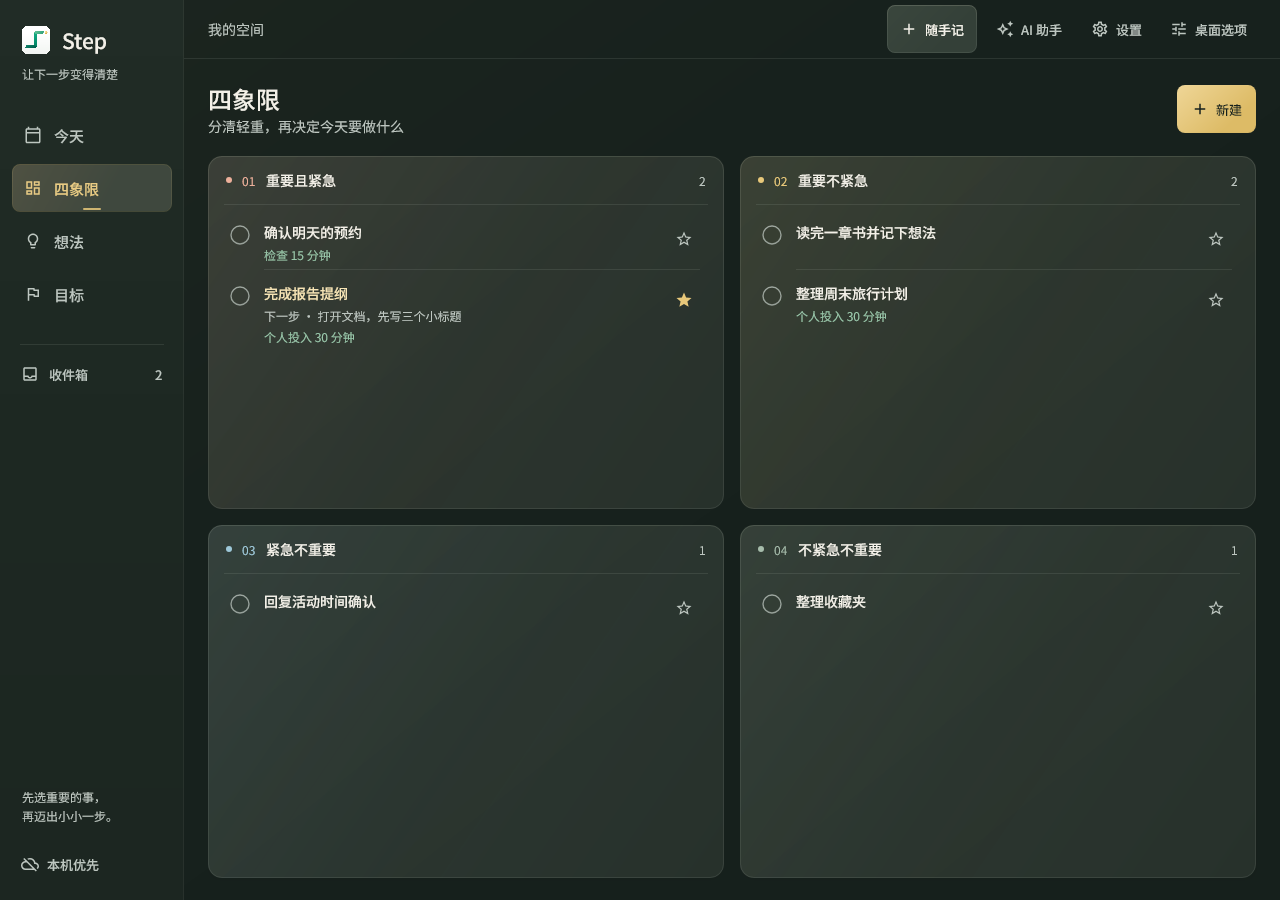 Step
让下一步变得清楚
今天
四象限
想法
目标
收件箱 2
先选重要的事，
再迈出小小一步。
本机优先
我的空间
随手记
AI 助手
设置
桌面选项
四象限
分清轻重，再决定今天要做什么
新建
01 重要且紧急 2
确认明天的预约
检查 15 分钟
完成报告提纲
下一步 · 打开文档，先写三个小标题
个人投入 30 分钟
02 重要不紧急 2
读完一章书并记下想法
整理周末旅行计划
个人投入 30 分钟
03 紧急不重要 1
回复活动时间确认
04 不紧急不重要 1
整理收藏夹